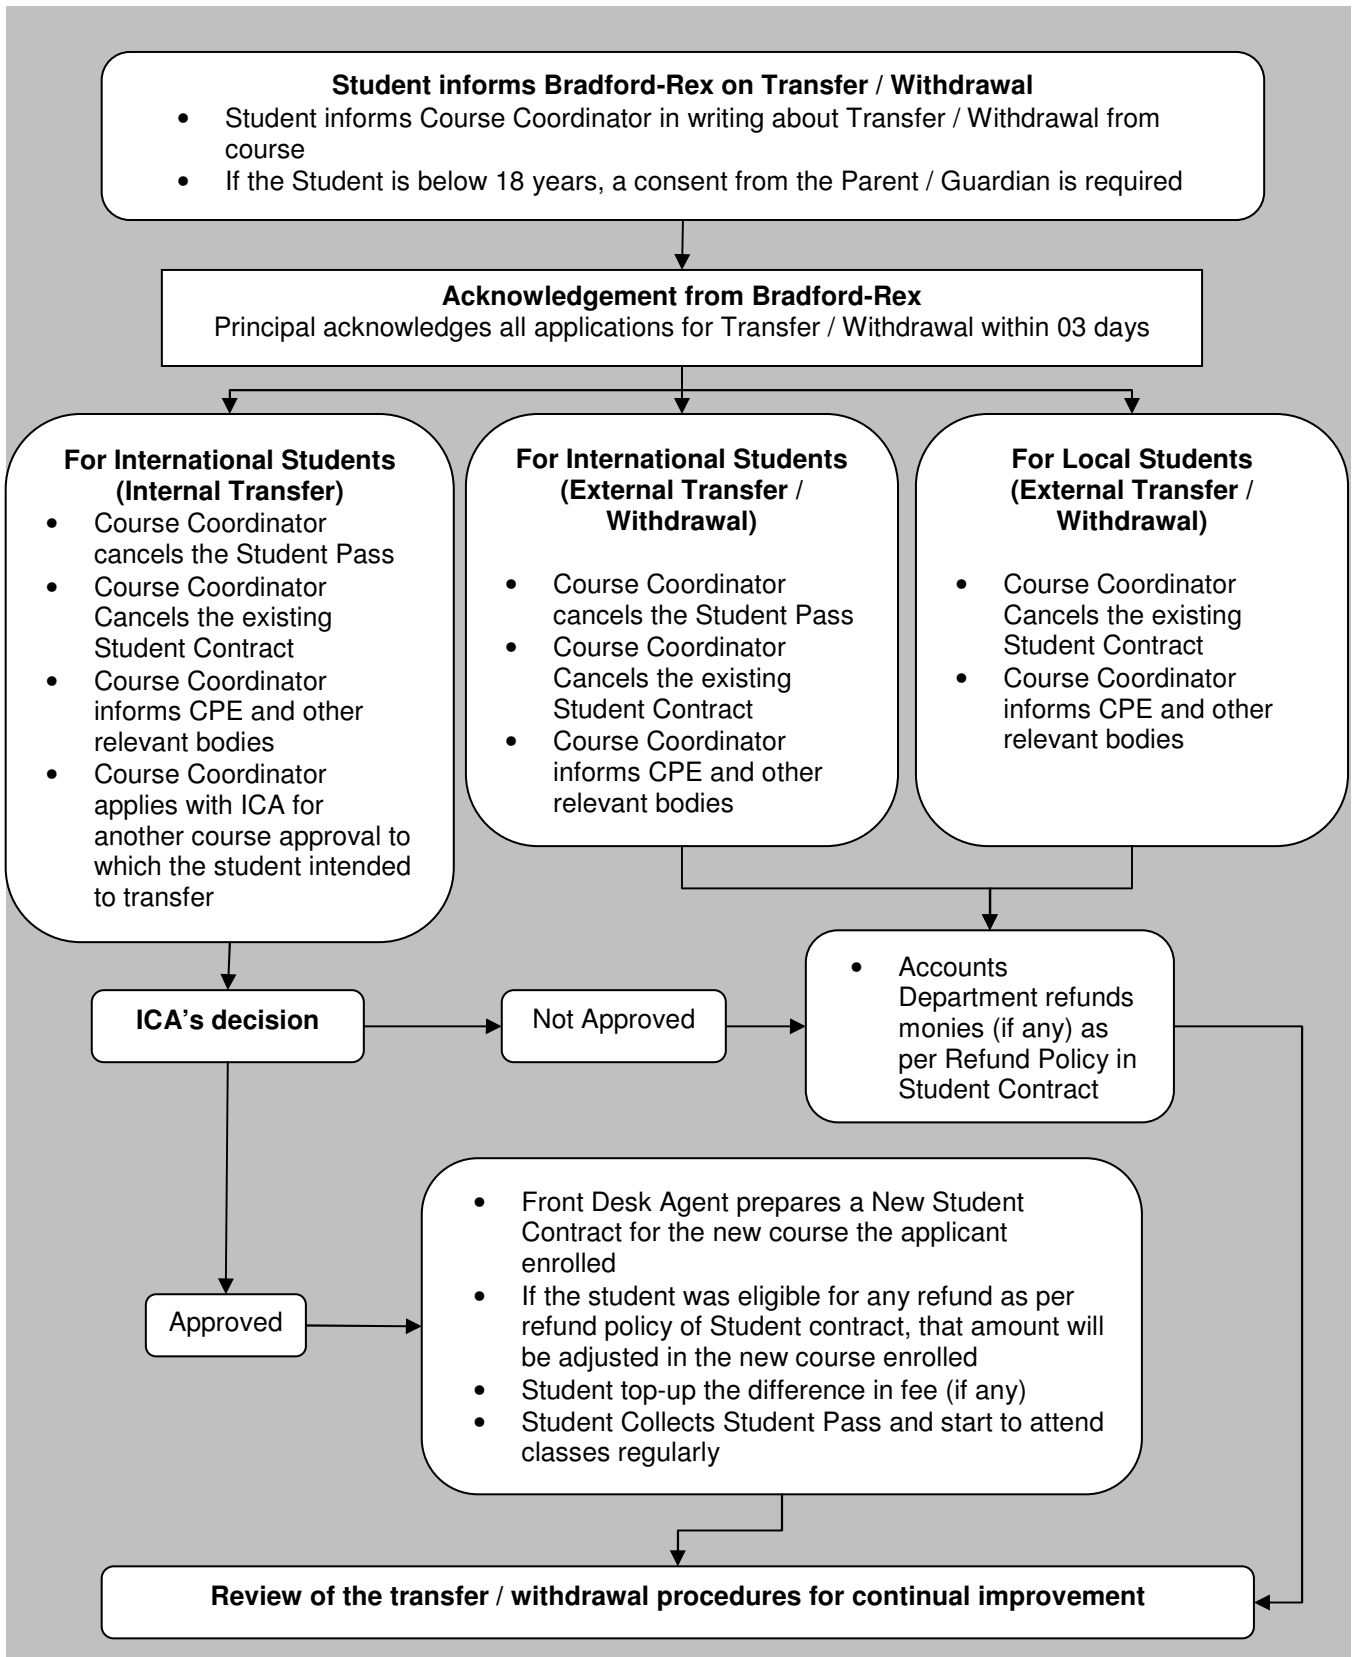 Student informs Bradford-Rex on Transfer / Withdrawal
• Student informs Course Coordinator in writing about Transfer / Withdrawal from
course
• If the Student is below 18 years, a consent from the Parent / Guardian is required
Acknowledgement from Bradford-Rex
Principal acknowledges all applications for Transfer / Withdrawal within 03 days
For International Students
(Internal Transfer)
• Course Coordinator
cancels the Student Pass
• Course Coordinator
Cancels the existing
Student Contract
• Course Coordinator
informs CPE and other
relevant bodies
• Course Coordinator
applies with ICA for
another course approval to
which the student intended
to transfer
For International Students
(External Transfer /
Withdrawal)
• Course Coordinator
cancels the Student Pass
• Course Coordinator
Cancels the existing
Student Contract
• Course Coordinator
informs CPE and other
relevant bodies
For Local Students
(External Transfer /
Withdrawal)
• Course Coordinator
Cancels the existing
Student Contract
• Course Coordinator
informs CPE and other
relevant bodies
ICA’s decision
Not Approved
• Accounts
Department refunds
monies (if any) as
per Refund Policy in
Student Contract
Approved
• Front Desk Agent prepares a New Student
Contract for the new course the applicant
enrolled
• If the student was eligible for any refund as per
refund policy of Student contract, that amount will
be adjusted in the new course enrolled
• Student top-up the difference in fee (if any)
• Student Collects Student Pass and start to attend
classes regularly
Review of the transfer / withdrawal procedures for continual improvement